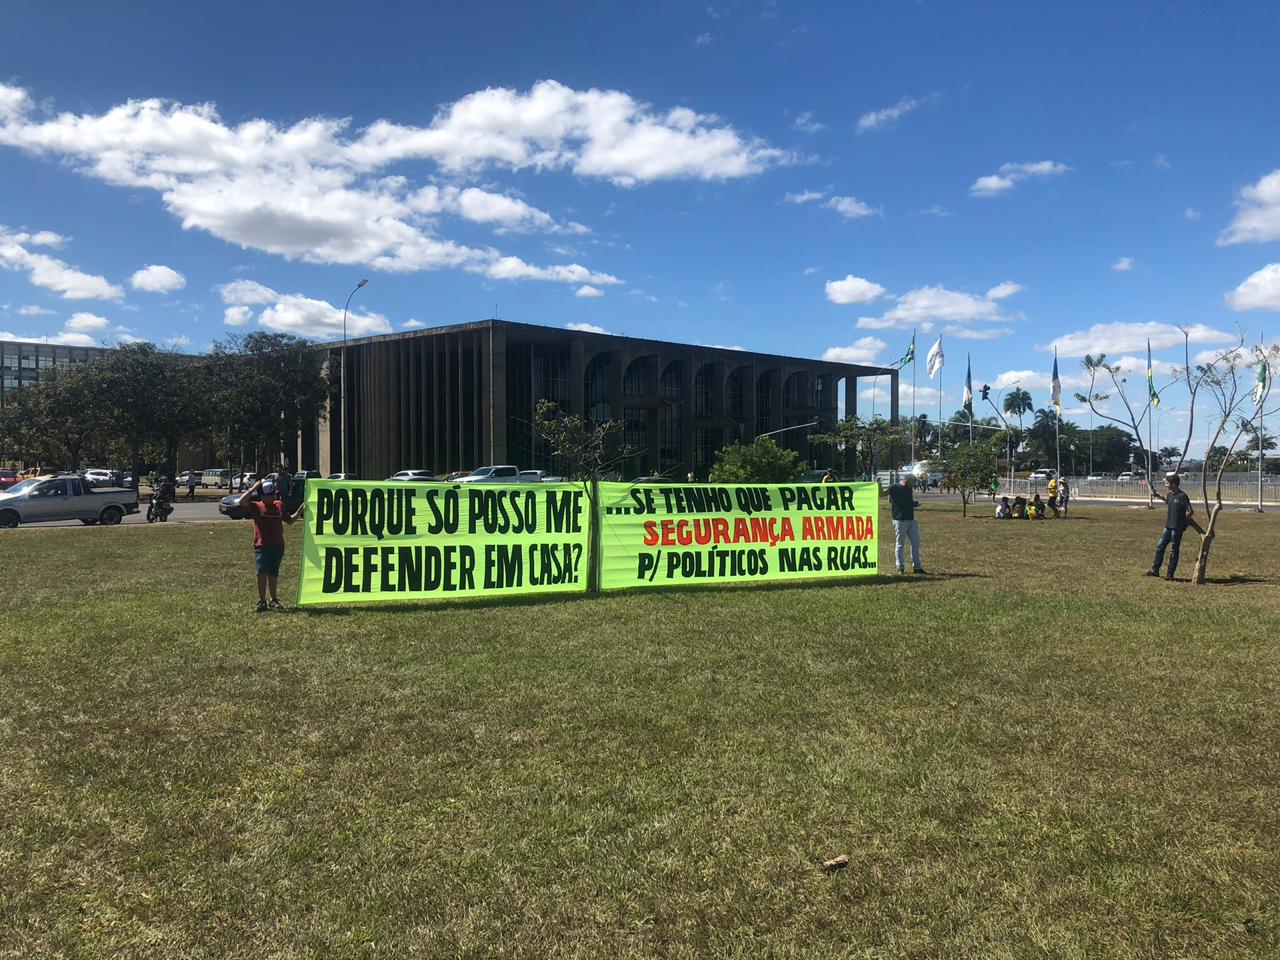 PORQUE SÓ POSSO ME
DEFENDER EM CASA?
...SE TENHO QUE PAGAR
SEGURANÇA ARMADA
P/ POLÍTICOS NAS RUAS...